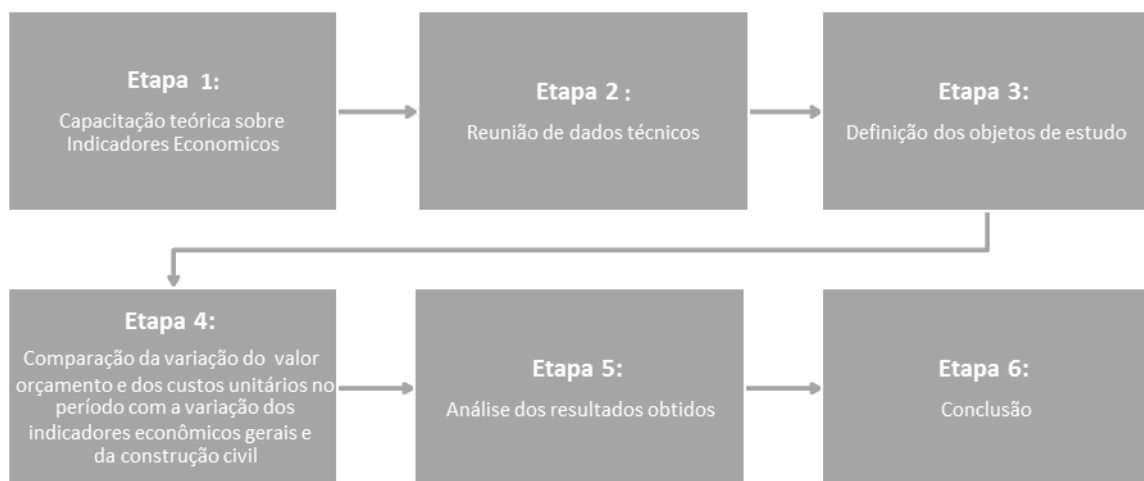 Etapa 1:
Capacitação teórica sobre
Indicadores Economicos
Etapa 2 :
Reunião de dados técnicos
Etapa 3:
Definição dos objetos de estudo
Etapa 4:
Comparação da variação do valor
orçamento e dos custos unitários no
período com a variação dos
indicadores econômicos gerais e
da construção civil
Etapa 5:
Análise dos resultados obtidos
Etapa 6:
Conclusão